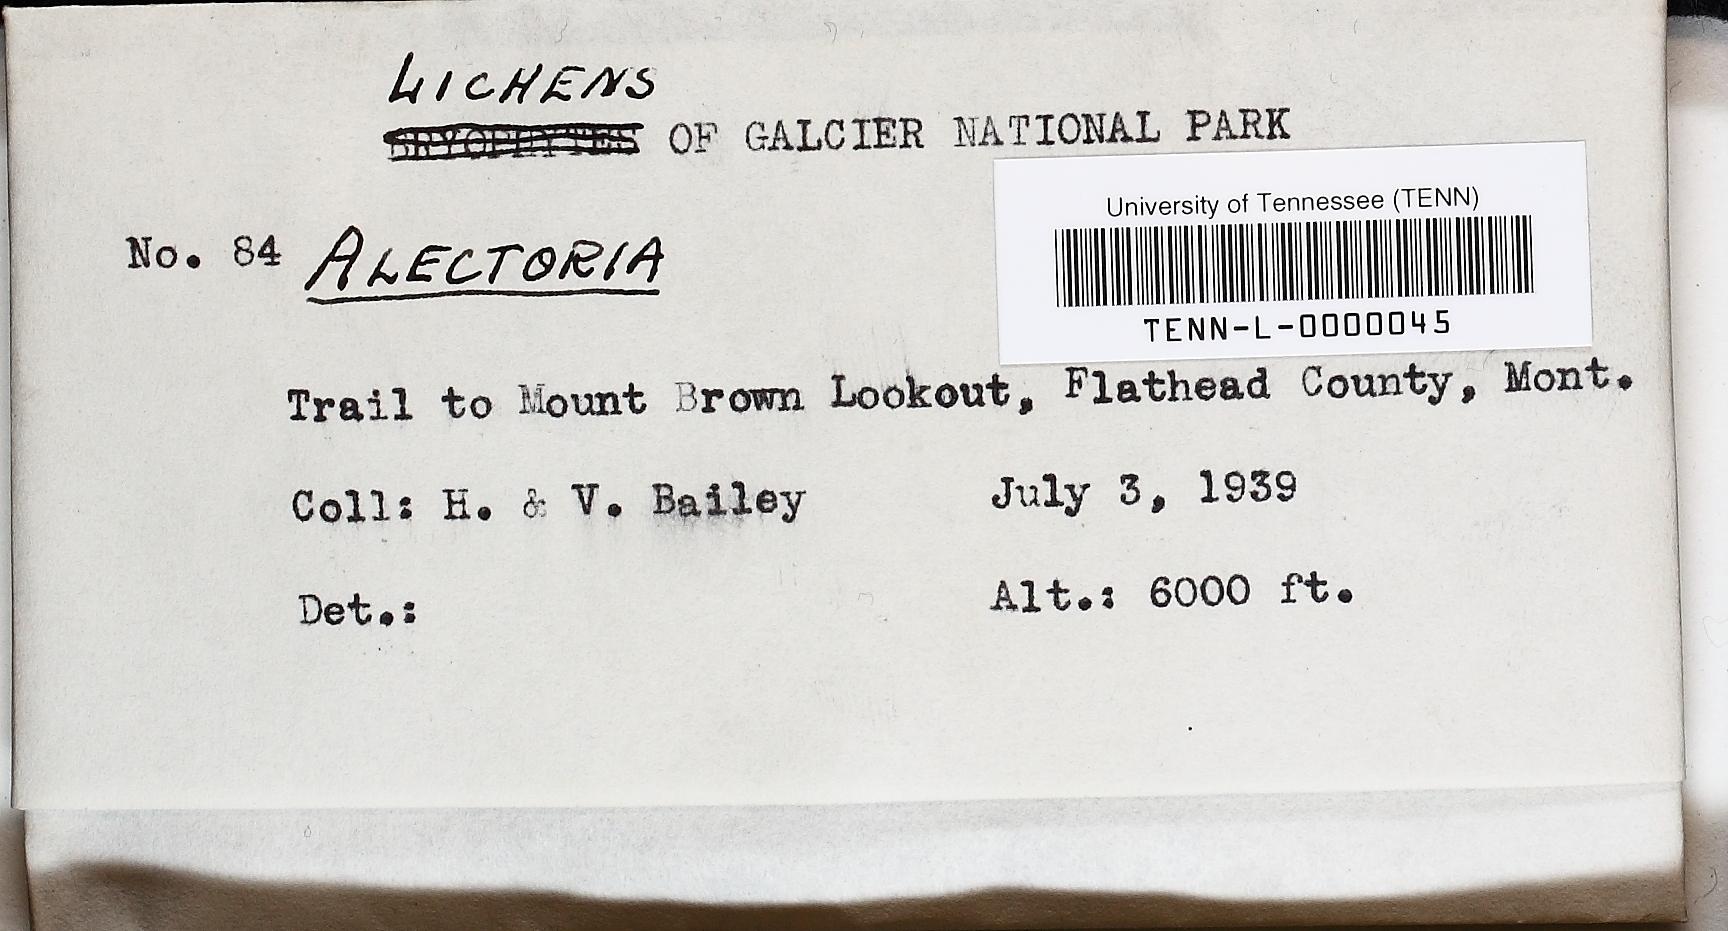 LICHENS
BRYOPHYTES OF GALCIER NATIONAL PARK
University of Tennessee (TENN)
TENN-L-0000045
No. 84 ALECTORIA
Trail to Mount Brown Lookout, Flathead County, Mont.
Coll: H. & V. Bailey July 3, 1939
Det.: Alt.: 6000 ft.